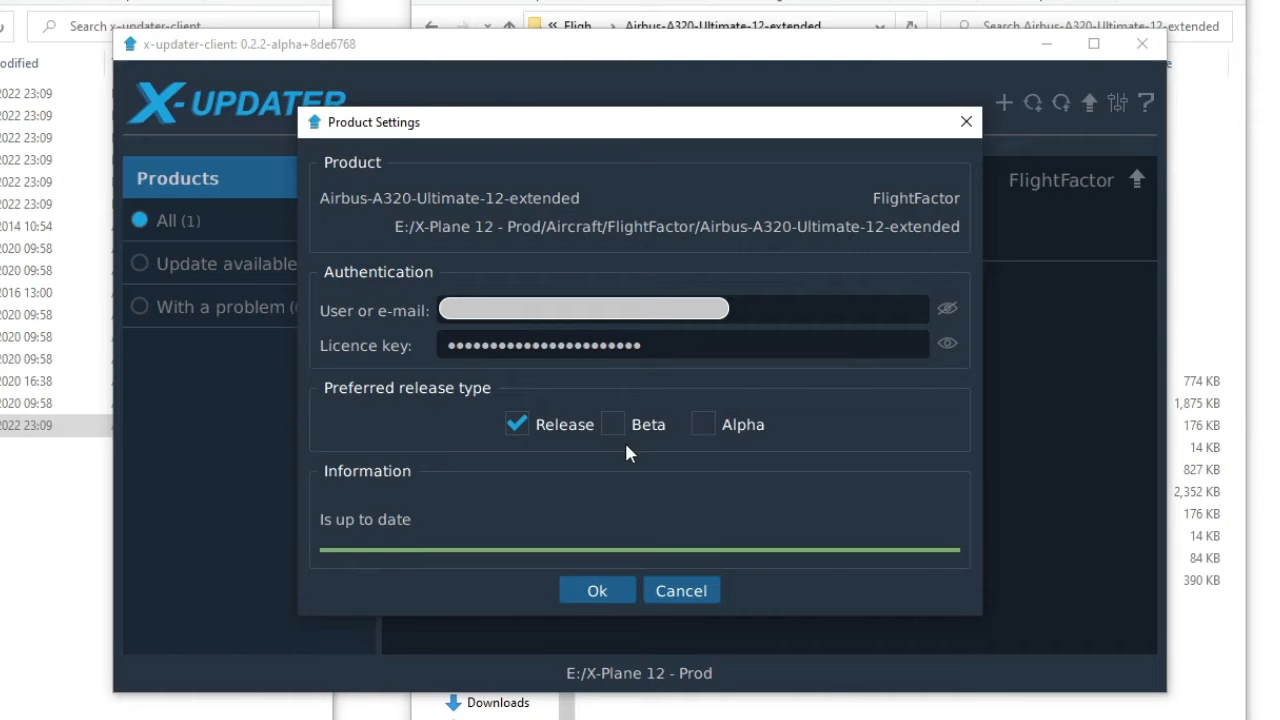 Search x-updater-client
Fligh
Airbus-A320-Ultimate-12-extended
Search Airbus-A320-Ultimate-12-extended
x-updater-client: 0.2.2-alpha+8de6768
X-UPDATER
odified
2022 23:09
2022 23:09
2022 23:09
2022 23:09
2022 23:09
2022 23:09
2014 10:54
2020 09:58
2020 09:58
2016 13:00
2020 09:58
2020 09:58
2020 09:58
2020 16:38
2020 09:58
2022 23:09
Products
All (1)
Update available
With a problem
FlightFactor
Product Settings
Product
Airbus-A320-Ultimate-12-extended
FlightFactor
E:/X-Plane 12 - Prod/Aircraft/FlightFactor/Airbus-A320-Ultimate-12-extended
Authentication
User or e-mail:
Licence key:
Preferred release type
Release
Beta
Alpha
Information
Is up to date
Ok
Cancel
E:/X-Plane 12 - Prod
774 KB
1,875 KB
176 KB
14 KB
827 KB
2,352 KB
176 KB
14 KB
84 KB
390 KB
Downloads